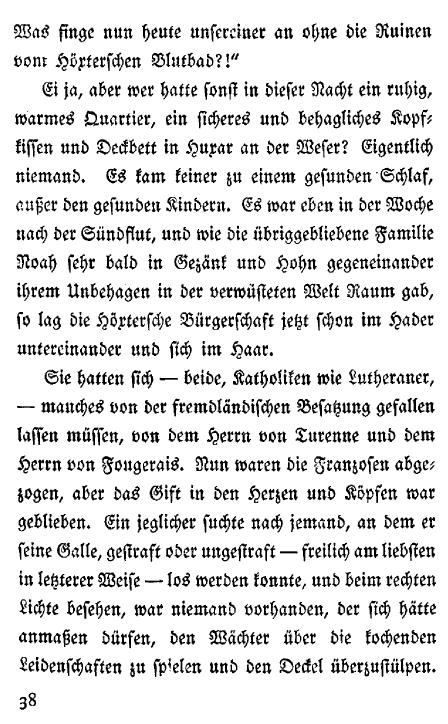 Was finge nun heute unsereiner an ohne die Ruinen
vom Höxterschen Blutbad?!“
Ei ja, aber wer hatte sonst in dieser Nacht ein ruhig,
warmes Quartier, ein sicheres und behagliches Kopf-
kissen und Deckbett in Huxar an der Weser? Eigentlich
niemand. Es kam keiner zu einem gesunden Schlaf,
außer den gesunden Kindern. Es war eben in der Woche
nach der Sündflut, und wie die übriggebliebene Familie
Noah sehr bald in Gezänk und Hohn gegeneinander
ihrem Unbehagen in der verwüsteten Welt Raum gab,
so lag die Höxtersche Bürgerschaft jetzt schon im Hader
untereinander und sich im Haar.
Sie hatten sich — beide, Katholiken wie Lutheraner,
— manches von der fremdländischen Besatzung gefallen
lassen müssen, von dem Herrn von Turenne und dem
Herrn von Fougerais. Nun waren die Franzosen abge-
zogen, aber das Gift in den Herzen und Köpfen war
geblieben. Ein jeglicher suchte nach jemand, an dem er
seine Galle, gestraft oder ungestraft — freilich am liebsten
in letzterer Weise — los werden konnte, und beim rechten
Lichte besehen, war niemand vorhanden, der sich hätte
anmaßen dürfen, den Wächter über die kochenden
Leidenschaften zu spielen und den Deckel überzustülpen.
38